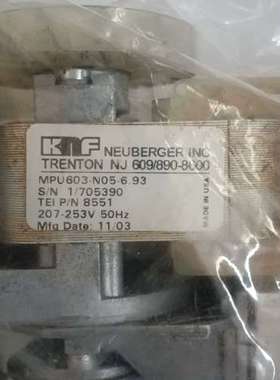 KNF NEUBERGER INC
TRENTON NJ 609/890-8600
MPU603-N05-6.93
S/N 1/705390
TEI P/N 8551
207-253V 50Hz
Mfg Date: 11/03
MADE IN USA